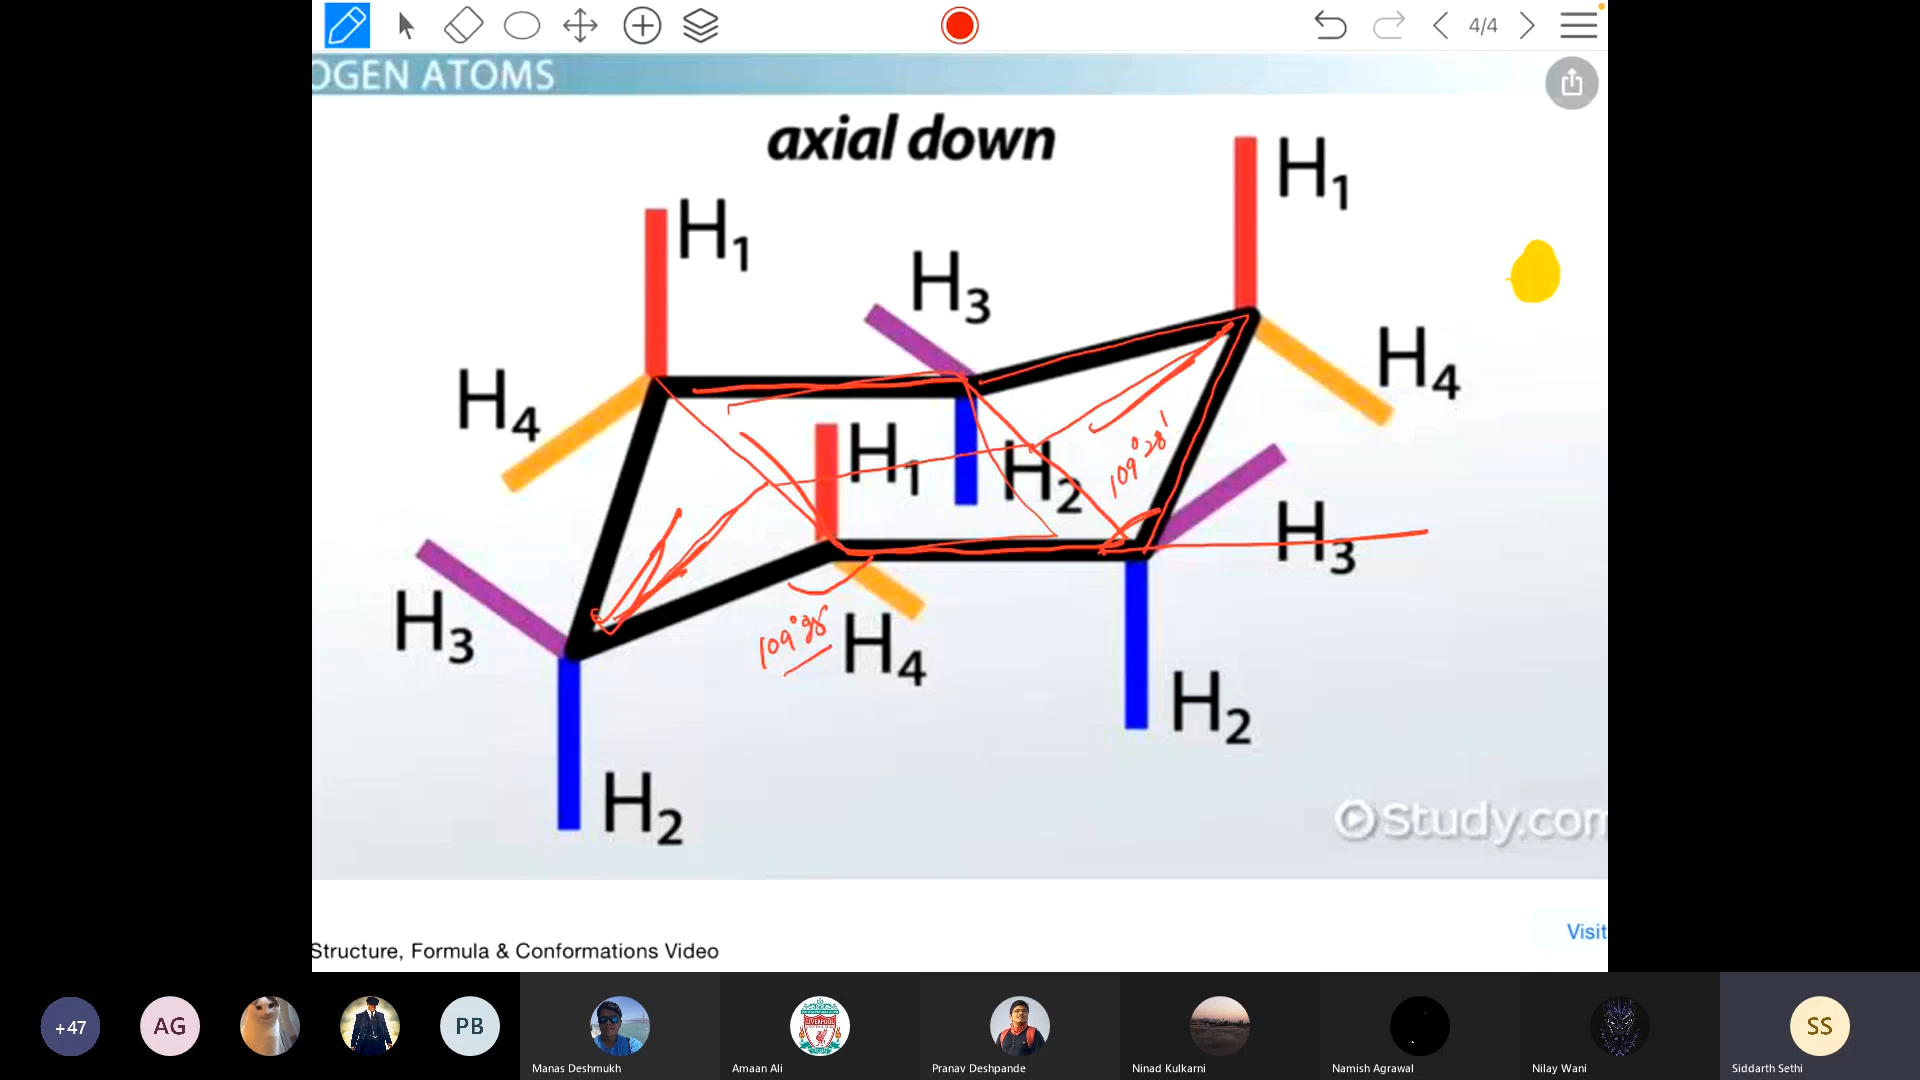 4/4
OGEN ATOMS
axial down
H1
H1
H3
H4
H4
H1
H2
109°28'
H3
H3
109°28
H4
H2
H2
Study.com
Visit
Structure, Formula & Conformations Video
+47
AG
PB
SS
LIVERPOOL
Manas Deshmukh
Amaan Ali
Pranav Deshpande
Ninad Kulkarni
Namish Agrawal
Nilay Wani
Siddarth Sethi